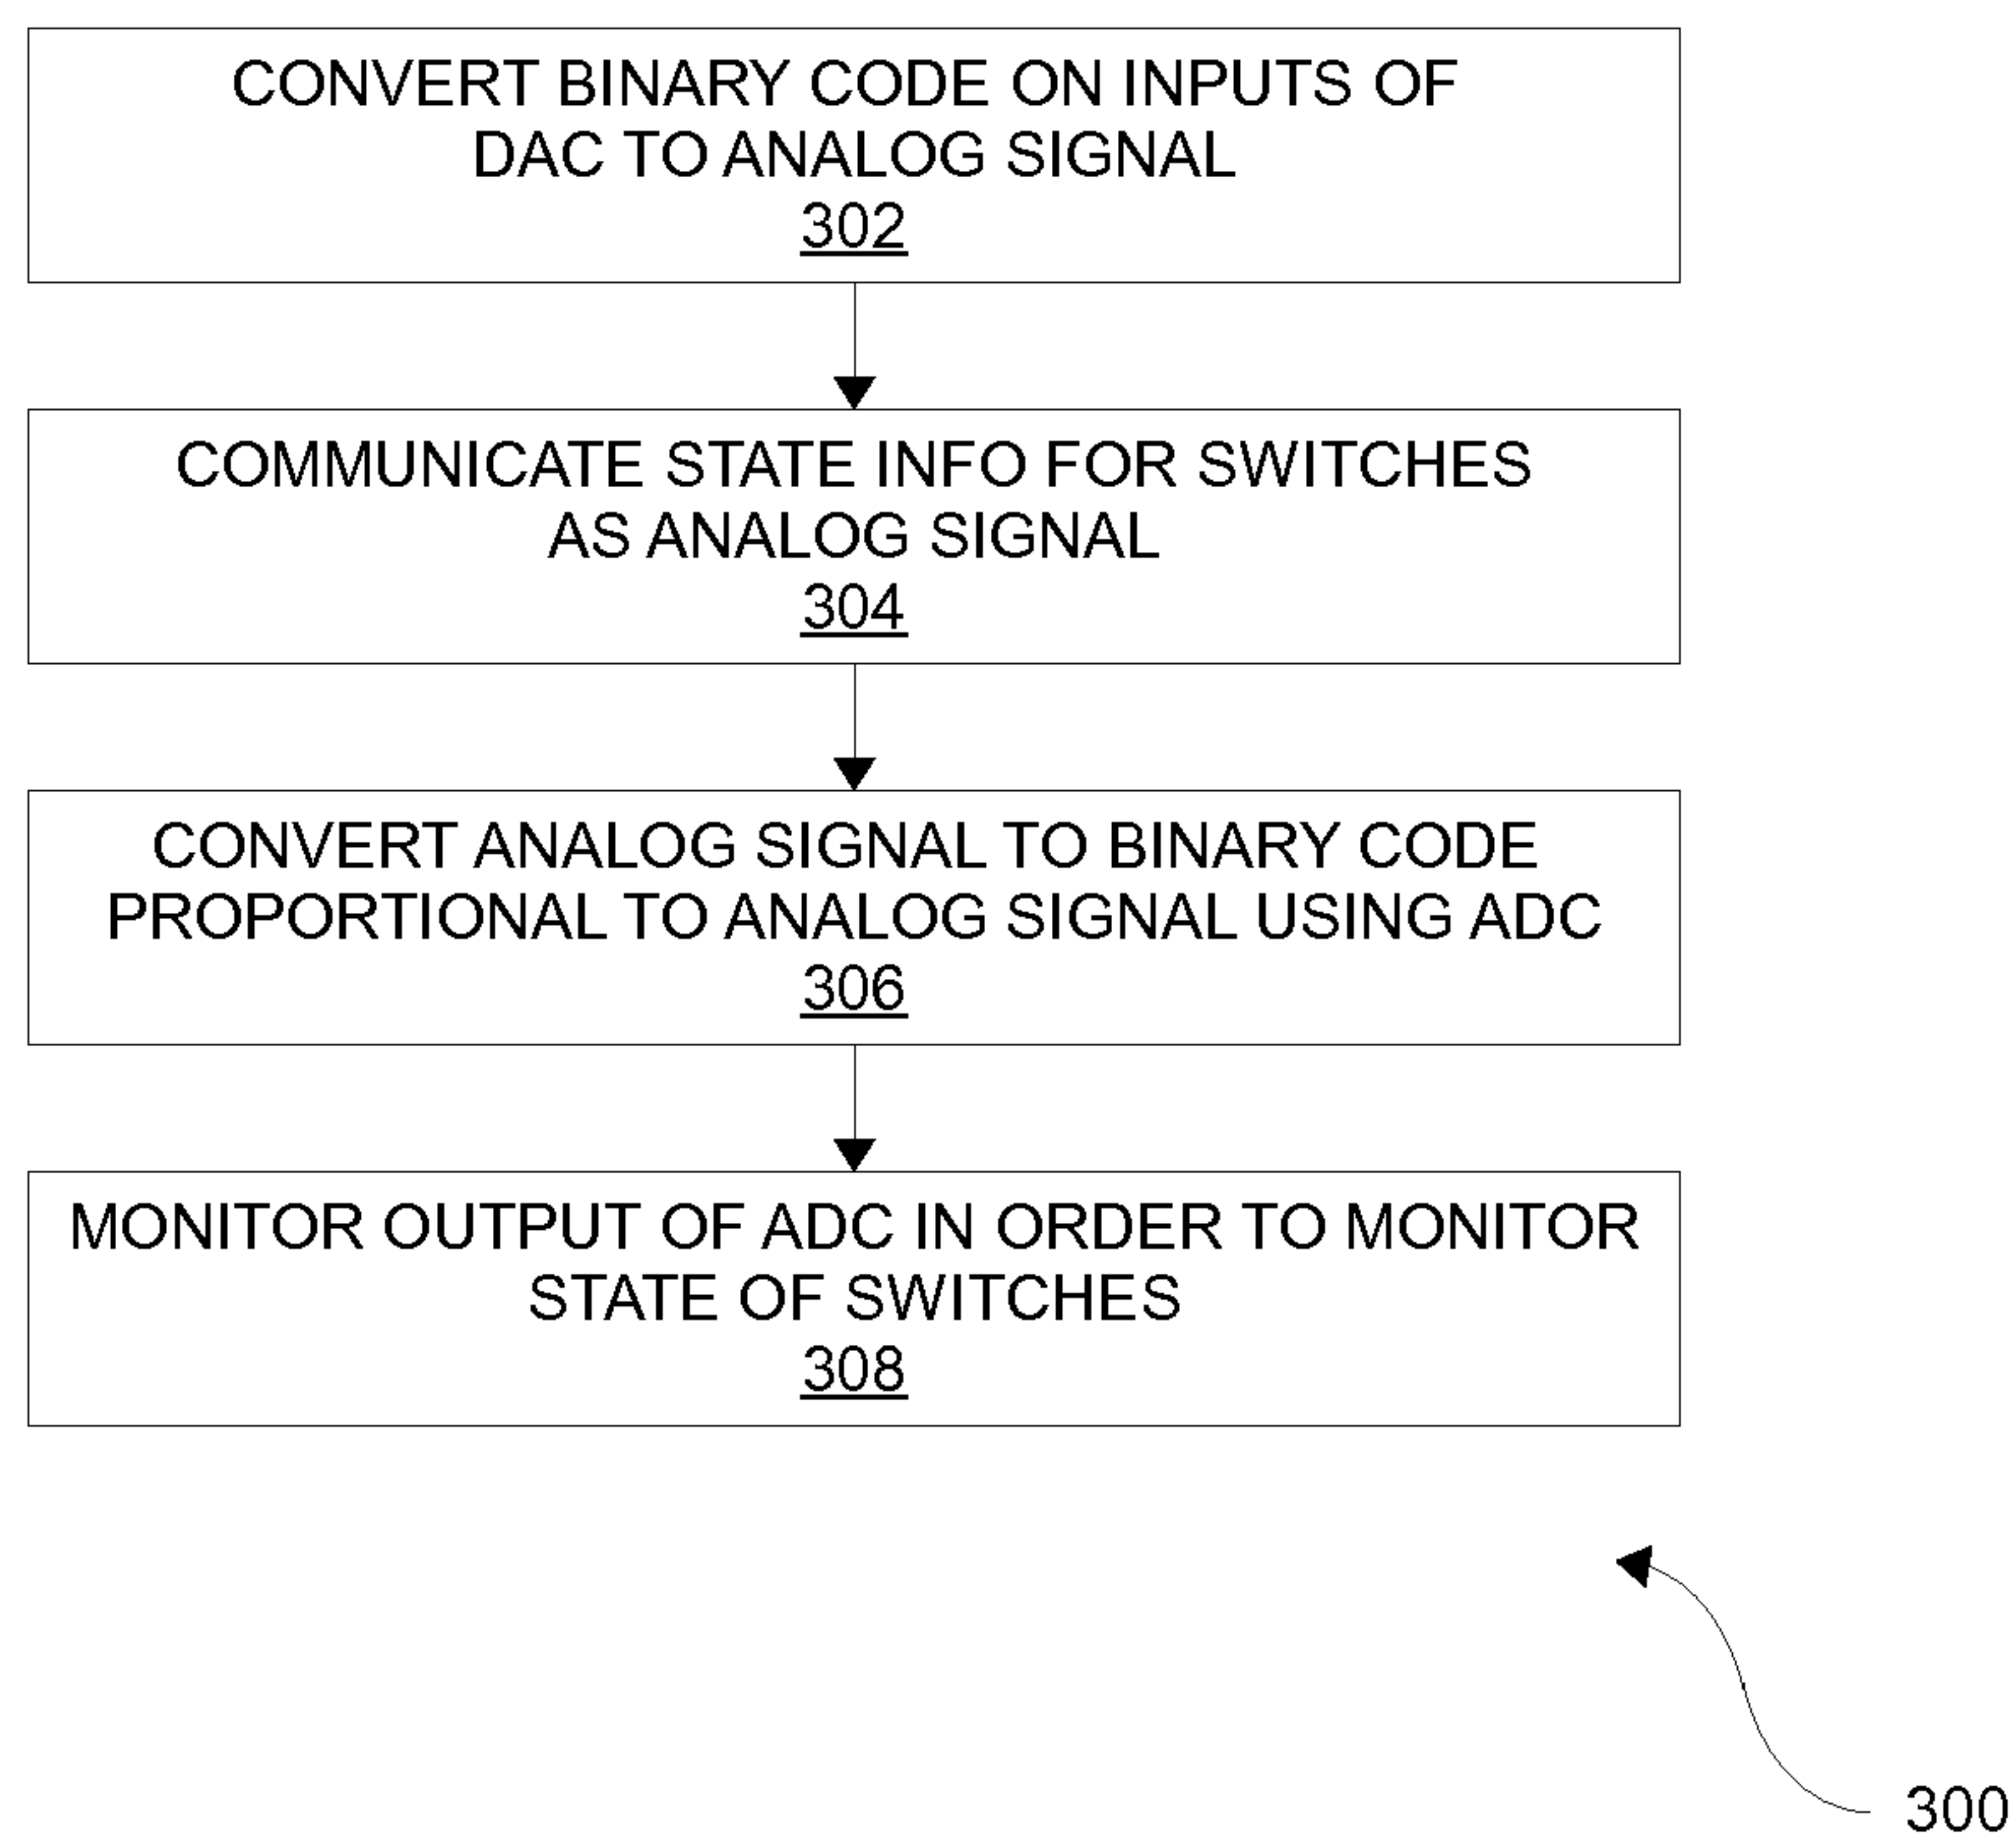 CONVERT BINARY CODE ON INPUTS OF
DAC TO ANALOG SIGNAL
302
COMMUNICATE STATE INFO FOR SWITCHES
AS ANALOG SIGNAL
304
CONVERT ANALOG SIGNAL TO BINARY CODE
PROPORTIONAL TO ANALOG SIGNAL USING ADC
306
MONITOR OUTPUT OF ADC IN ORDER TO MONITOR
STATE OF SWITCHES
308
300